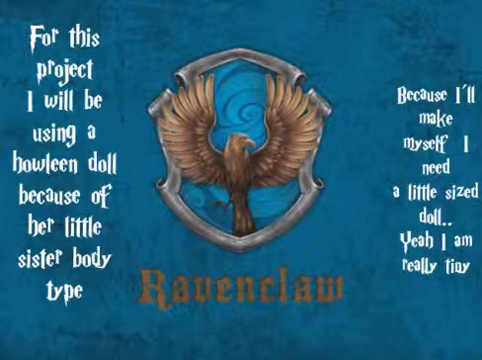 For this
project
I will be
using a
howleen doll
because of
her little
sister body
type
Ravenclaw
Because I'll
make
myself I
need
a little sized
doll..
Yeah I am
really tiny